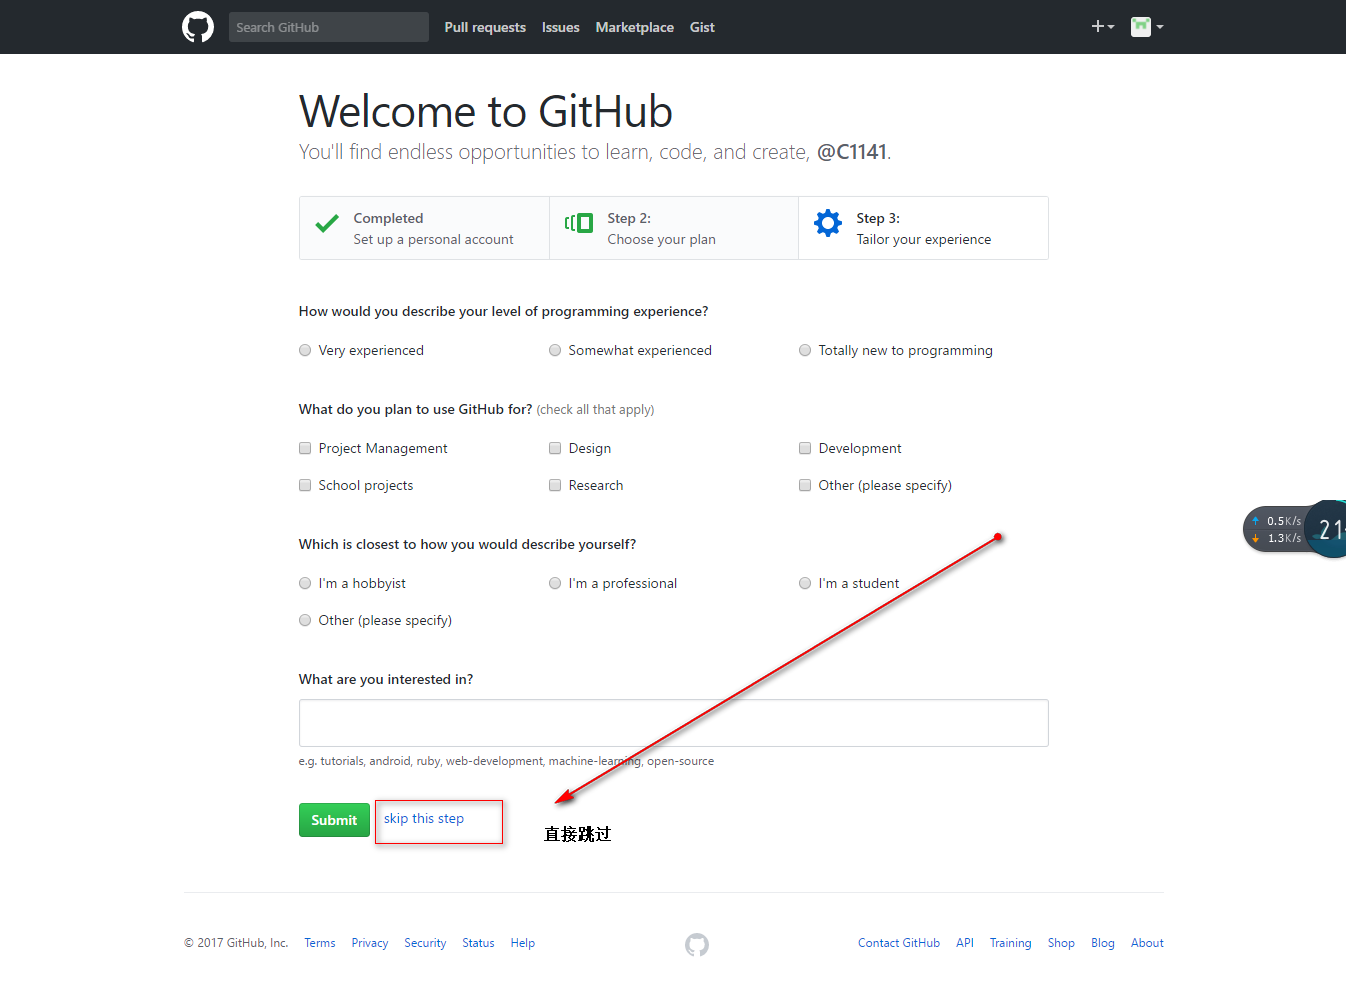 Search GitHub Pull requests Issues Marketplace Gist
Welcome to GitHub
You'll find endless opportunities to learn, code, and create, @C1141.
Completed
Set up a personal account
Step 2:
Choose your plan
Step 3:
Tailor your experience
How would you describe your level of programming experience?
Very experienced Somewhat experienced Totally new to programming
What do you plan to use GitHub for? (check all that apply)
Project Management Design Development
School projects Research Other (please specify)
0.5K/s
1.3K/s
21
Which is closest to how you would describe yourself?
I'm a hobbyist I'm a professional I'm a student
Other (please specify)
What are you interested in?
e.g. tutorials, android, ruby, web-development, machine-learning, open-source
Submit skip this step
直接跳过
© 2017 GitHub, Inc. Terms Privacy Security Status Help Contact GitHub API Training Shop Blog About